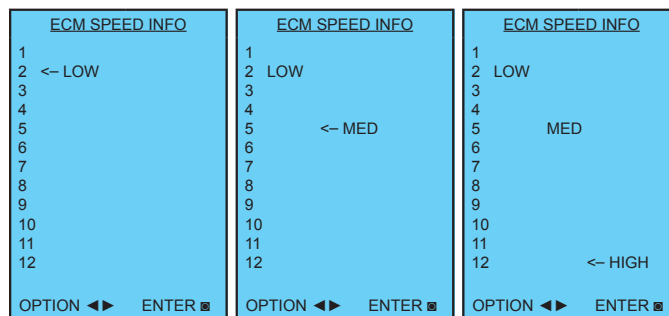 ECM SPEED INFO
1
2 <– LOW
3
4
5
6
7
8
9
10
11
12
OPTION ◄► ENTER ◙
ECM SPEED INFO
1
2 LOW
3
4
5 <– MED
6
7
8
9
10
11
12
OPTION ◄► ENTER ◙
ECM SPEED INFO
1
2 LOW
3
4
5 MED
6
7
8
9
10
11
12 <– HIGH
OPTION ◄► ENTER ◙